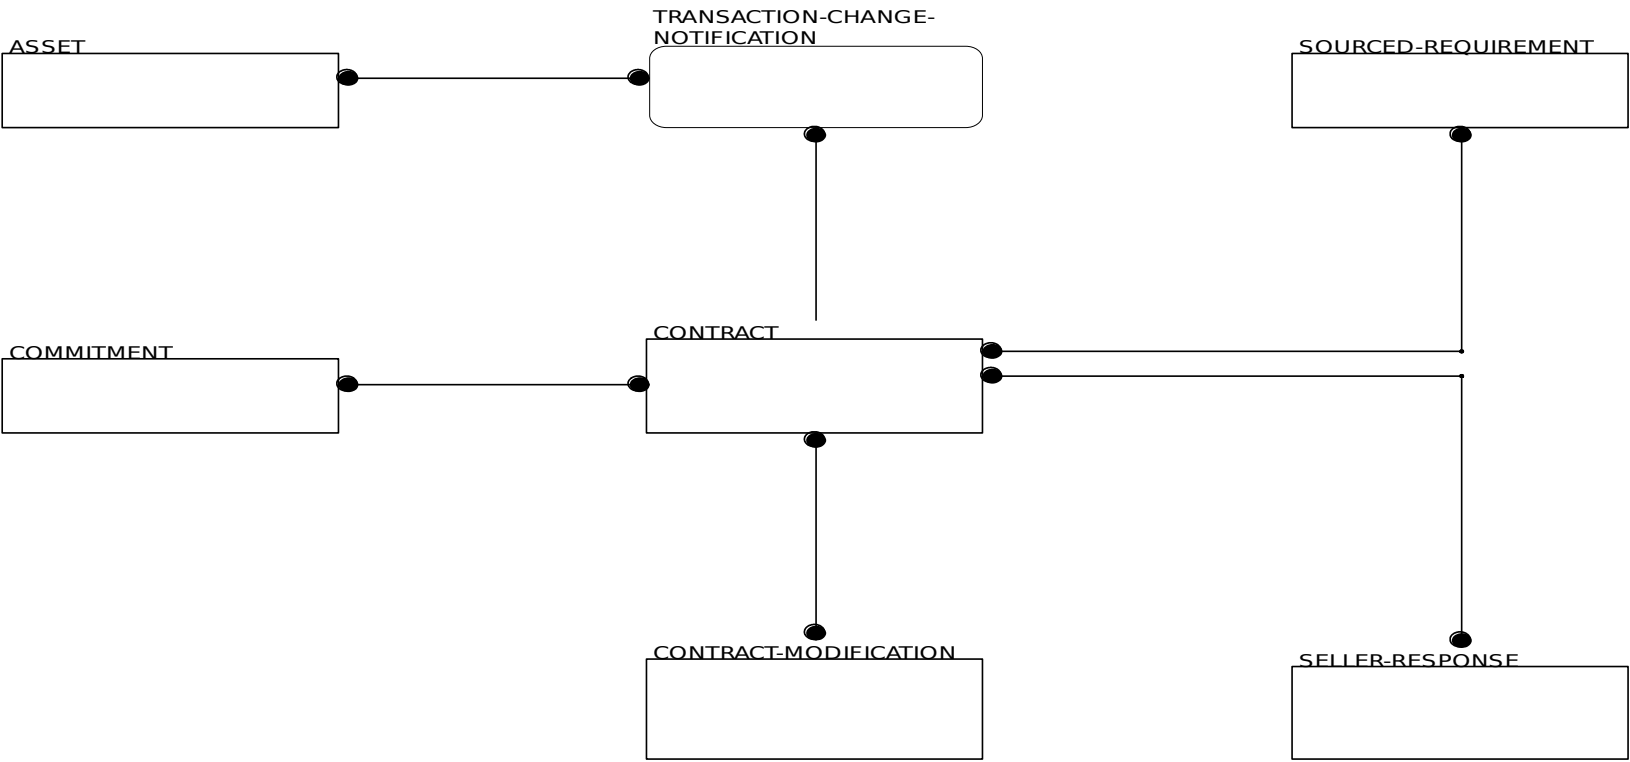 TRANSACTION-CHANGE-
NOTIFICATION
ASSET
SOURCED-REQUIREMENT
CONTRACT
COMMITMENT
CONTRACT-MODIFICATION
SELLER-RESPONSE